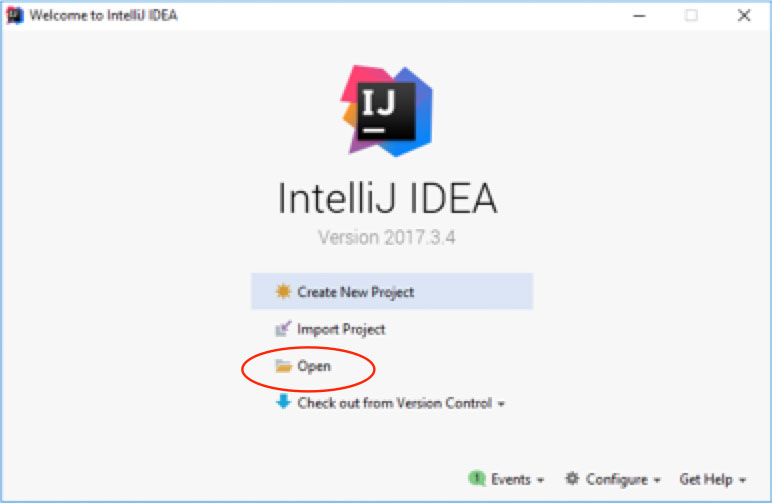 Welcome to IntelliJ IDEA
IJ
IntelliJ IDEA
Version 2017.3.4
Create New Project
Import Project
Open
Check out from Version Control
1 Events Configure Get Help